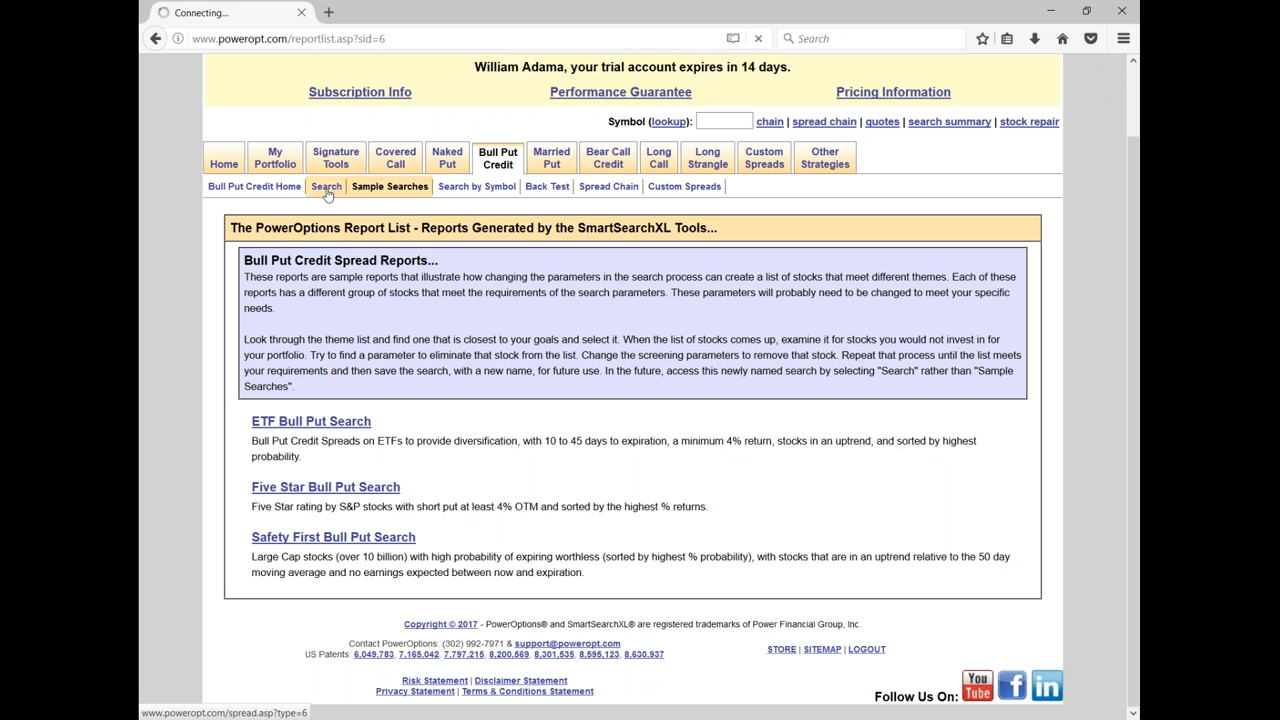 Connecting...
www.poweropt.com/reportlist.asp?sid=6
Search
William Adama, your trial account expires in 14 days.
Subscription Info Performance Guarantee Pricing Information
Symbol (lookup): chain | spread chain | quotes | search summary | stock repair
Home My Portfolio Signature Tools Covered Call Naked Put Bull Put Credit Married Put Bear Call Credit Long Call Long Strangle Custom Spreads Other Strategies
Bull Put Credit Home Search Sample Searches Search by Symbol Back Test Spread Chain Custom Spreads
The PowerOptions Report List - Reports Generated by the SmartSearchXL Tools...
Bull Put Credit Spread Reports...
These reports are sample reports that illustrate how changing the parameters in the search process can create a list of stocks that meet different themes. Each of these
reports has a different group of stocks that meet the requirements of the search parameters. These parameters will probably need to be changed to meet your specific
needs.
Look through the theme list and find one that is closest to your goals and select it. When the list of stocks comes up, examine it for stocks you would not invest in for
your portfolio. Try to find a parameter to eliminate that stock from the list. Change the screening parameters to remove that stock. Repeat that process until the list meets
your requirements and then save the search, with a new name, for future use. In the future, access this newly named search by selecting "Search" rather than "Sample
Searches".
ETF Bull Put Search
Bull Put Credit Spreads on ETFs to provide diversification, with 10 to 45 days to expiration, a minimum 4% return, stocks in an uptrend, and sorted by highest
probability.
Five Star Bull Put Search
Five Star rating by S&P stocks with short put at least 4% OTM and sorted by the highest % returns.
Safety First Bull Put Search
Large Cap stocks (over 10 billion) with high probability of expiring worthless (sorted by highest % probability), with stocks that are in an uptrend relative to the 50 day
moving average and no earnings expected between now and expiration.
Copyright © 2017 - PowerOptions® and SmartSearchXL® are registered trademarks of Power Financial Group, Inc.
Contact PowerOptions: (302) 992-7971 & support@poweropt.com
US Patents: 6,049,783, 7,165,042, 7,797,215, 8,200,569, 8,301,535, 8,595,123, 8,630,937
STORE | SITEMAP | LOGOUT
Risk Statement | Disclaimer Statement
Privacy Statement | Terms & Conditions Statement
Follow Us On: You Tube f in
www.poweropt.com/spread.asp?type=6